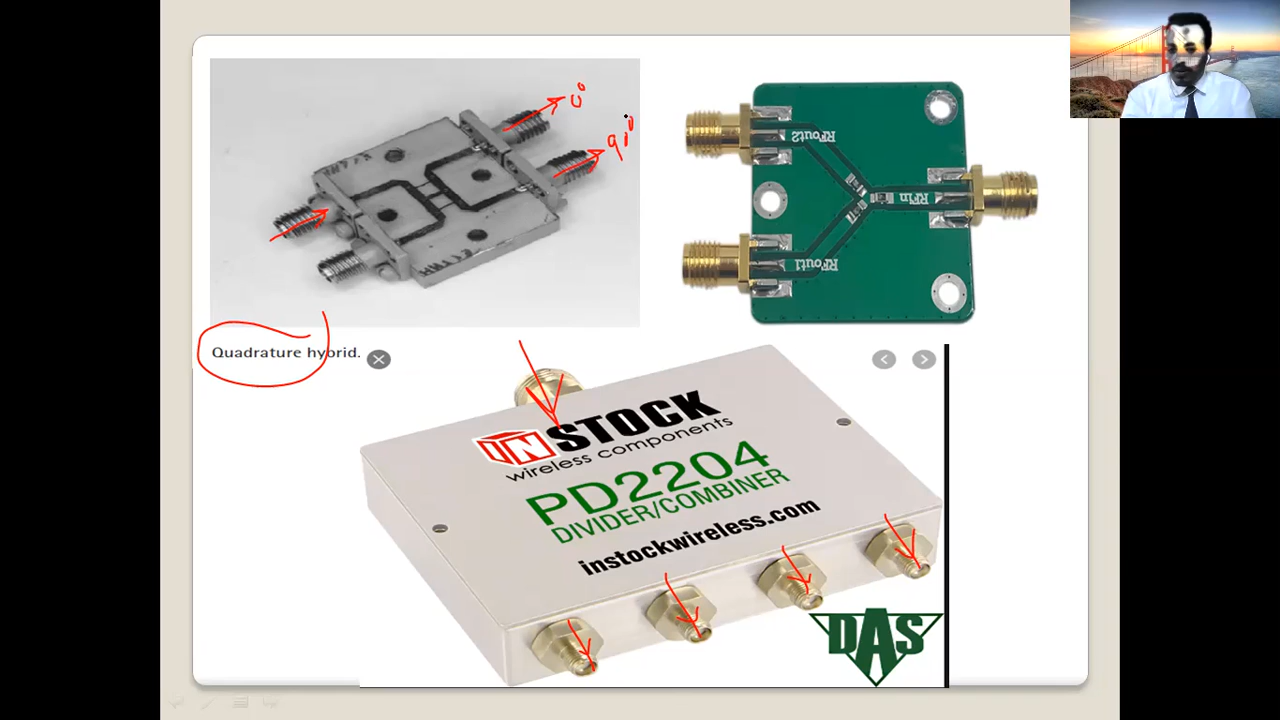 0°
90°
RFout2
RFin
RFout1
Quadrature hybrid.
IN STOCK
wireless components
PD2204
DIVIDER/COMBINER
instockwireless.com
DAS